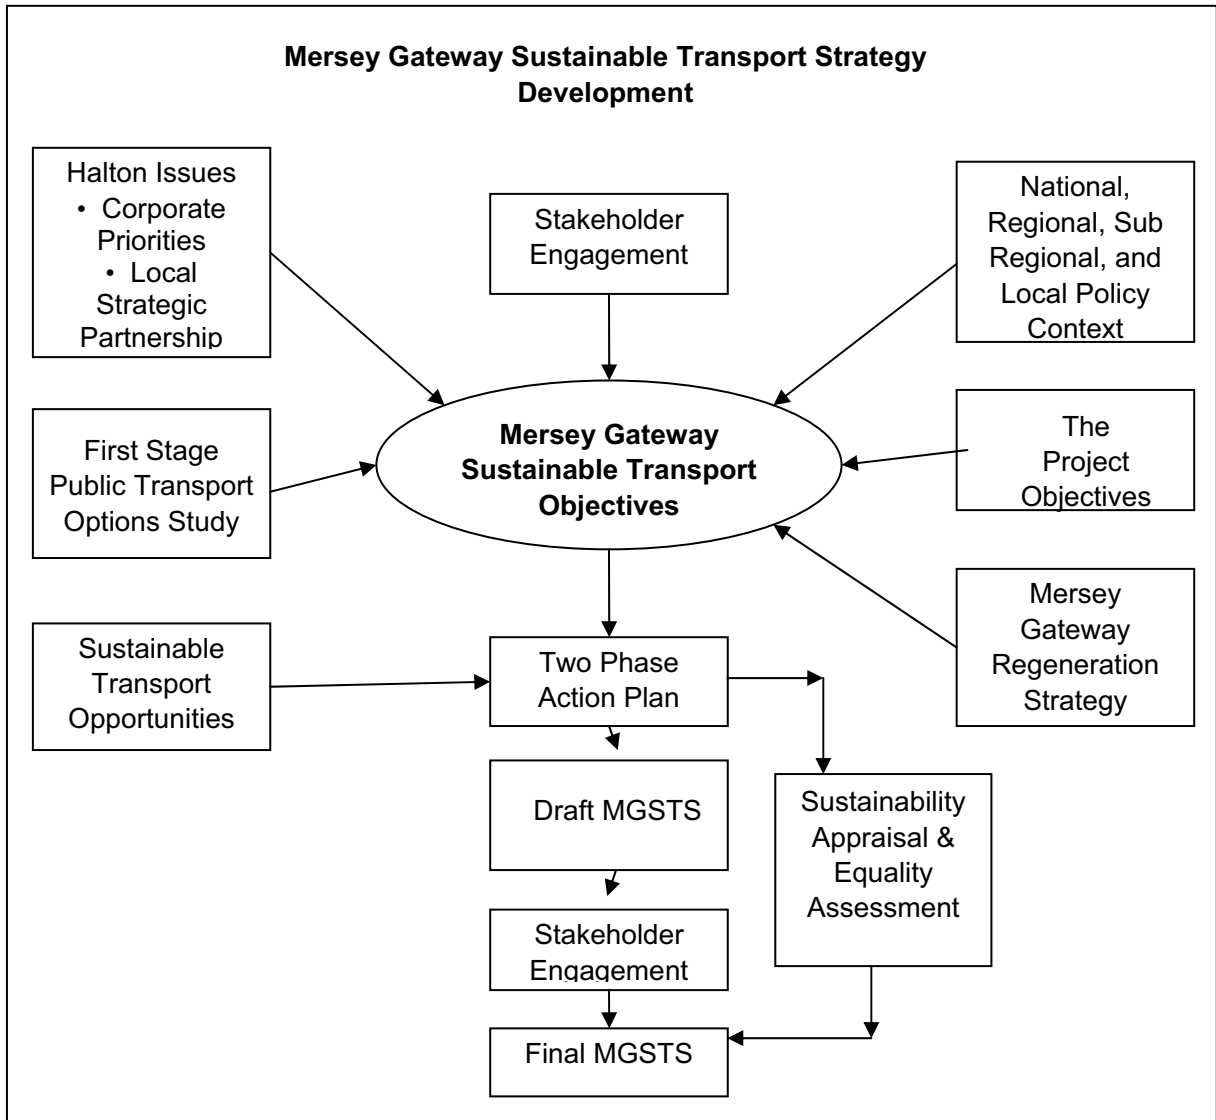 Mersey Gateway Sustainable Transport Strategy
Development
Halton Issues
• Corporate
Priorities
• Local
Strategic
Partnership
Stakeholder
Engagement
National,
Regional, Sub
Regional, and
Local Policy
Context
First Stage
Public Transport
Options Study
Mersey Gateway
Sustainable Transport
Objectives
The
Project
Objectives
Sustainable
Transport
Opportunities
Two Phase
Action Plan
Mersey
Gateway
Regeneration
Strategy
Draft MGSTS
Sustainability
Appraisal &
Equality
Assessment
Stakeholder
Engagement
Final MGSTS